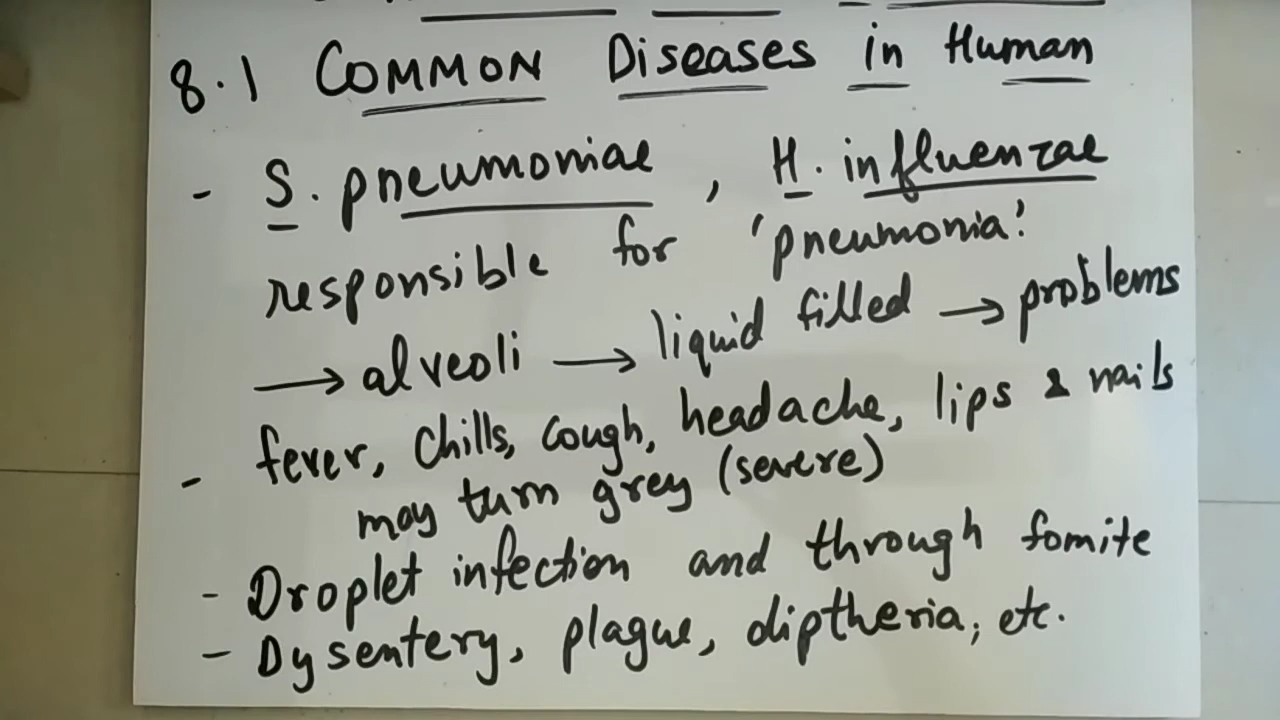 8.1 COMMON Diseases in Human
- S. pneumoniae, H. influenzae
responsible for 'pneumonia'.
→ alveoli → liquid filled → problems
- fever, chills, cough, headache, lips & nails
may turn grey (severe)
- Droplet infection and through fomite
- Dysentery, plague, diptheria, etc.